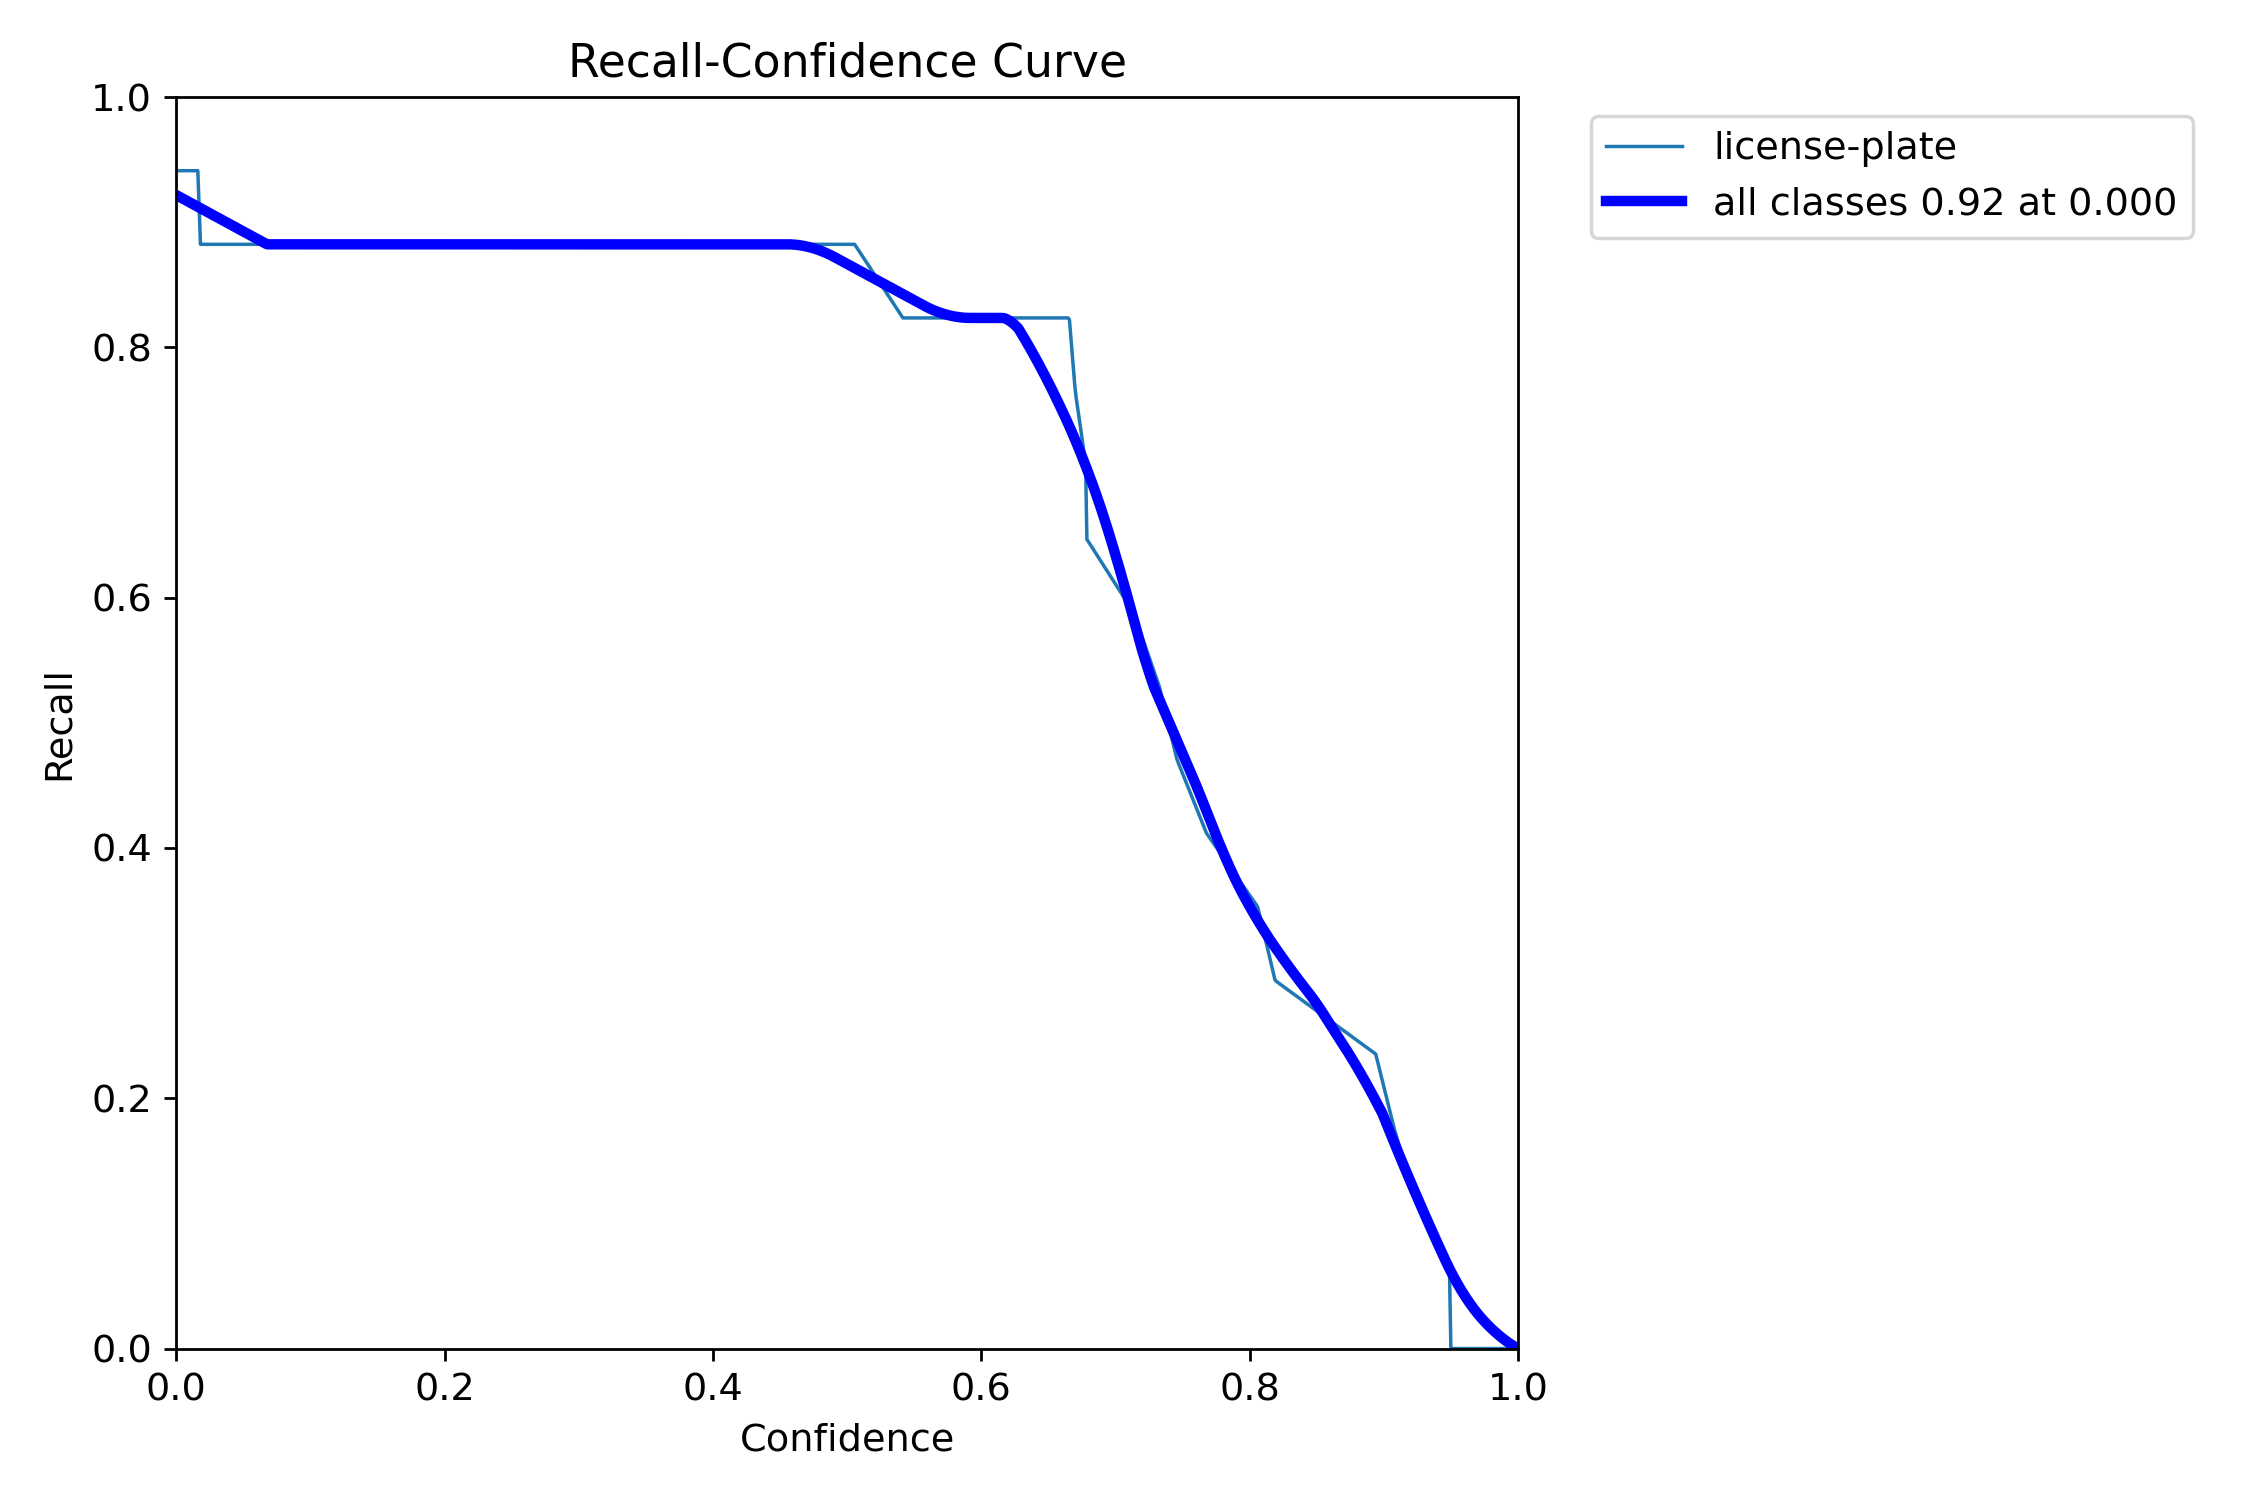 Recall-Confidence Curve
1.0
0.8
0.6
0.4
0.2
0.0
Recall
0.0 0.2 0.4 0.6 0.8 1.0
Confidence
license-plate
all classes 0.92 at 0.000